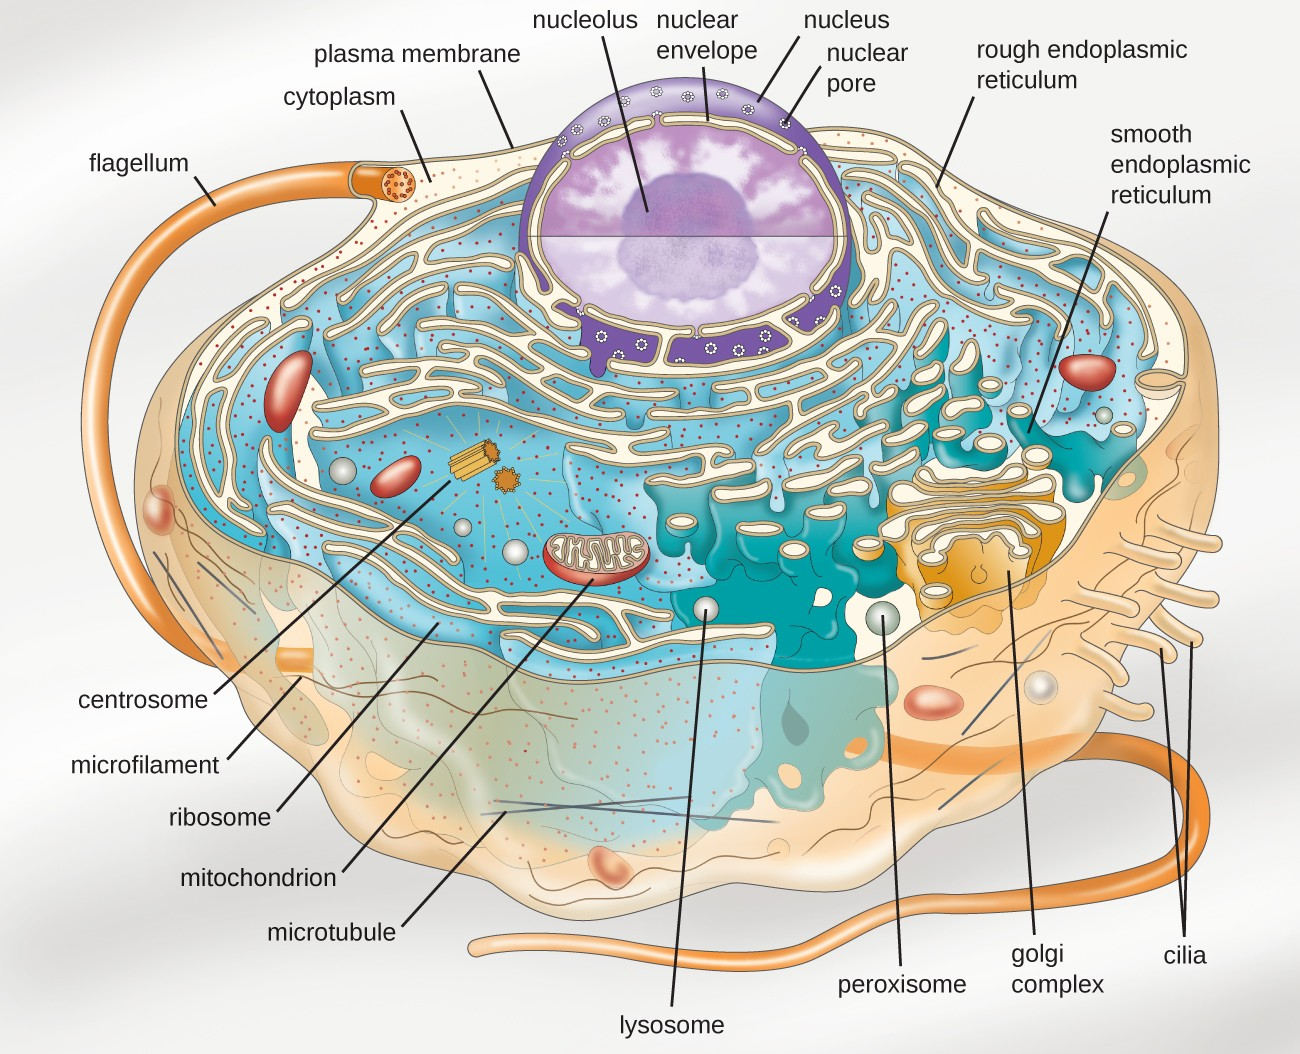 nucleolus
nuclear
envelope
nucleus
nuclear
pore
plasma membrane
rough endoplasmic
reticulum
cytoplasm
smooth
endoplasmic
reticulum
flagellum
centrosome
microfilament
ribosome
mitochondrion
microtubule
golgi
complex
cilia
peroxisome
lysosome